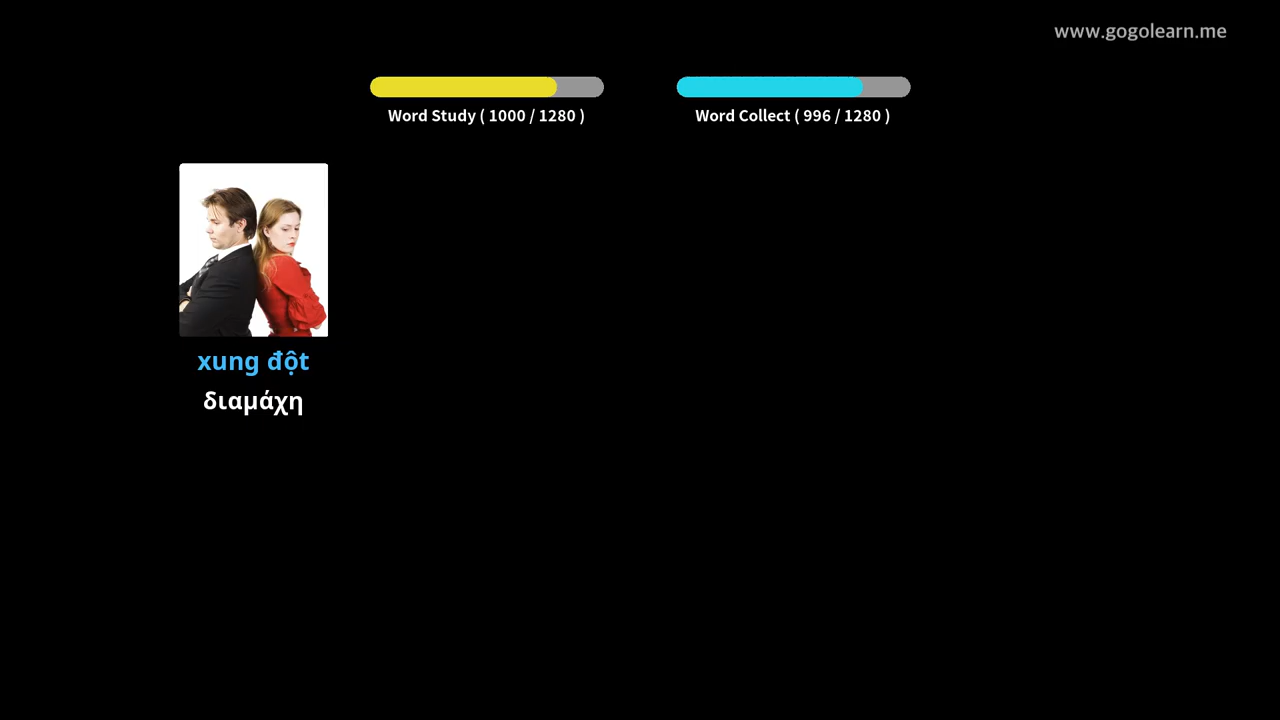 www.gogolearn.me
Word Study ( 1000 / 1280 )
Word Collect ( 996 / 1280 )
xung đột
διαμάχη